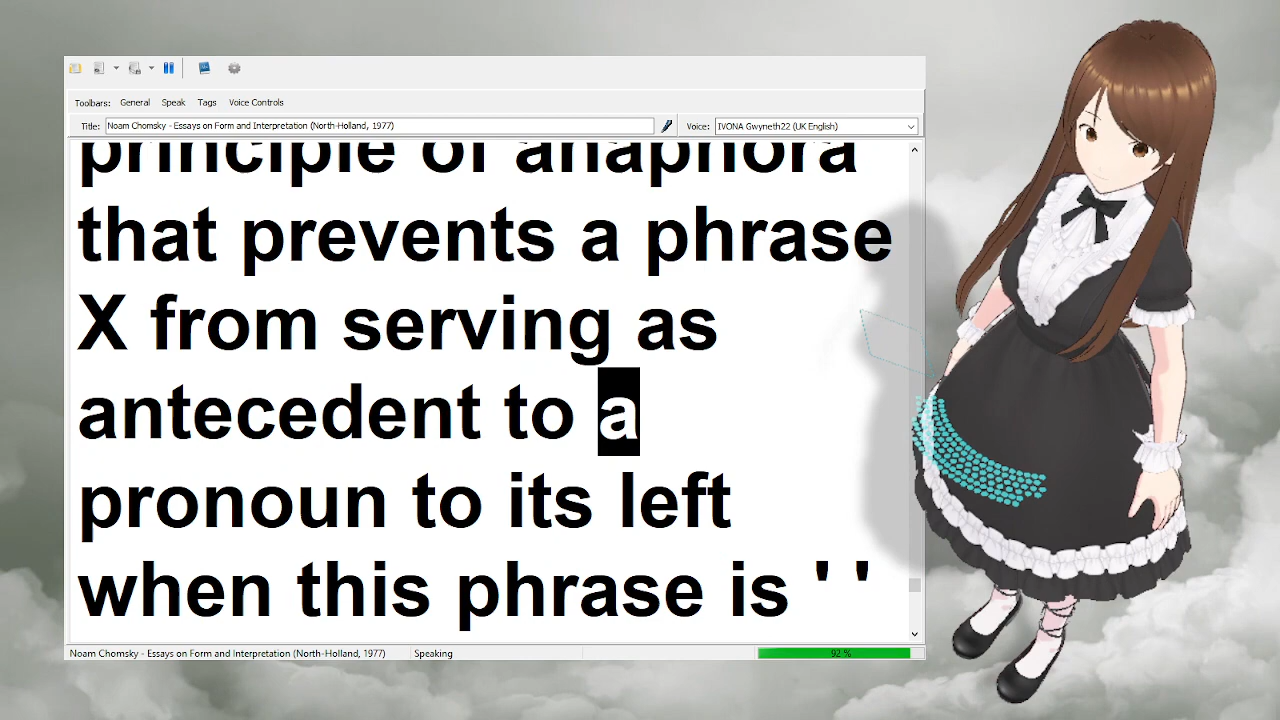 Toolbars: General Speak Tags Voice Controls
Title: Noam Chomsky - Essays on Form and Interpretation (North-Holland, 1977) Voice: IVONA Gwyneth22 (UK English)
principle of anaphora
that prevents a phrase
X from serving as
antecedent to a
pronoun to its left
when this phrase is ' '
Noam Chomsky - Essays on Form and Interpretation (North-Holland, 1977) Speaking 92 %